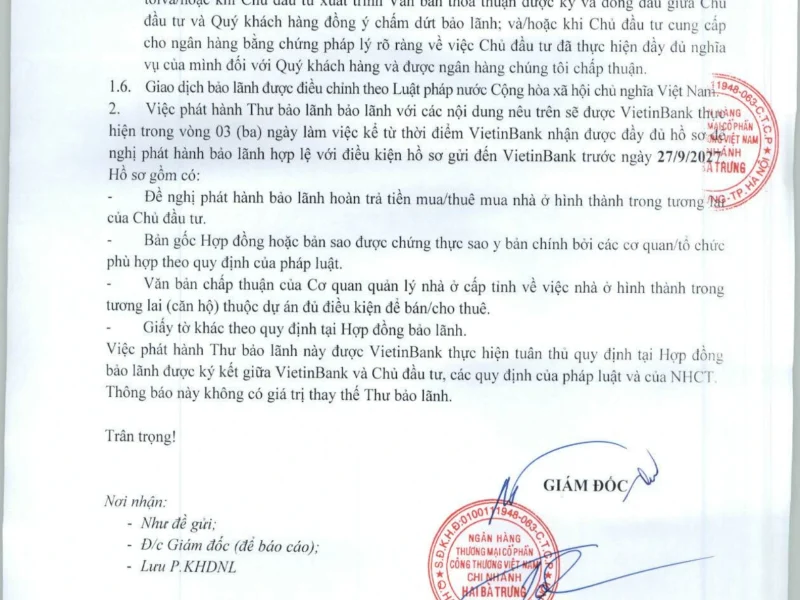 tới/và/hoặc khi Chủ đầu tư xuất trình Văn bản thỏa thuận được ký và đóng dấu giữa Chủ
đầu tư và Quý khách hàng đồng ý chấm dứt bảo lãnh; và/hoặc khi Chủ đầu tư cung cấp
cho ngân hàng bằng chứng pháp lý rõ ràng về việc Chủ đầu tư đã thực hiện đầy đủ nghĩa
vụ của mình đối với Quý khách hàng và được ngân hàng chúng tôi chấp thuận.
1.6. Giao dịch bảo lãnh được điều chỉnh theo Luật pháp nước Cộng hòa xã hội chủ nghĩa Việt Nam.
2. Việc phát hành Thư bảo lãnh bảo lãnh với các nội dung nêu trên sẽ được VietinBank thực
hiện trong vòng 03 (ba) ngày làm việc kể từ thời điểm VietinBank nhận được đầy đủ hồ sơ đề
nghị phát hành bảo lãnh hợp lệ với điều kiện hồ sơ gửi đến VietinBank trước ngày 27/9/2027
Hồ sơ gồm có:
- Đề nghị phát hành bảo lãnh hoàn trả tiền mua/thuê mua nhà ở hình thành trong tương lai
của Chủ đầu tư.
- Bản gốc Hợp đồng hoặc bản sao được chứng thực sao y bản chính bởi các cơ quan/tổ chức
phù hợp theo quy định của pháp luật.
- Văn bản chấp thuận của Cơ quan quản lý nhà ở cấp tỉnh về việc nhà ở hình thành trong
tương lai (căn hộ) thuộc dự án đủ điều kiện để bán/cho thuê.
- Giấy tờ khác theo quy định tại Hợp đồng bảo lãnh.
Việc phát hành Thư bảo lãnh này được VietinBank thực hiện tuân thủ quy định tại Hợp đồng
bảo lãnh được ký kết giữa VietinBank và Chủ đầu tư, các quy định của pháp luật và của NHCT.
Thông báo này không có giá trị thay thế Thư bảo lãnh.
Trân trọng!
GIÁM ĐỐC
Nơi nhận:
- Như đề gửi;
- Đ/c Giám đốc (để báo cáo);
- Lưu P.KHDNL
S.Đ.K.H.Đ:0100111948-063-C.T.C.P
NGÂN HÀNG
THƯƠNG MẠI CỔ PHẦN
CÔNG THƯƠNG VIỆT NAM
CHI NHÁNH
HAI BÀ TRƯNG
1948-063-C.T.C.P
HÀNG
MẠI CỔ PHẦN
VIỆT NAM
NHÁNH
BÀ TRƯNG
TP. HÀ NỘI